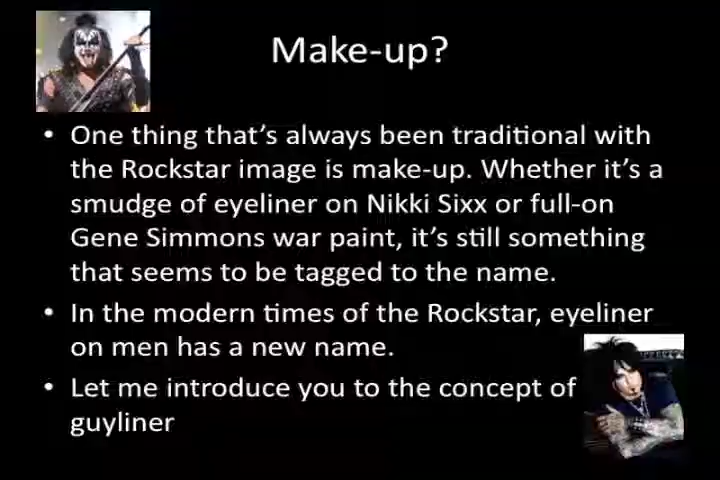 Make-up?
• One thing that’s always been traditional with
the Rockstar image is make-up. Whether it’s a
smudge of eyeliner on Nikki Sixx or full-on
Gene Simmons war paint, it’s still something
that seems to be tagged to the name.
• In the modern times of the Rockstar, eyeliner
on men has a new name.
• Let me introduce you to the concept of
guyliner